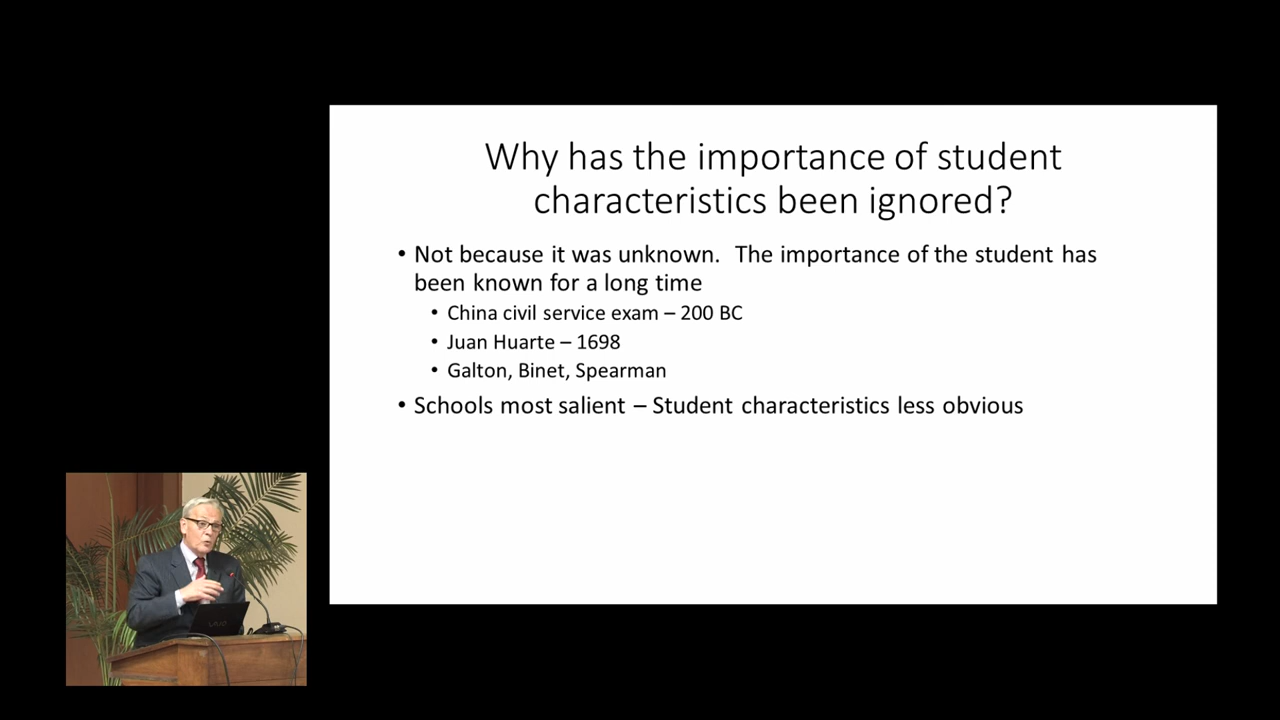 Why has the importance of student
characteristics been ignored?
• Not because it was unknown.  The importance of the student has
been known for a long time
• China civil service exam – 200 BC
• Juan Huarte – 1698
• Galton, Binet, Spearman
• Schools most salient – Student characteristics less obvious
VAIO